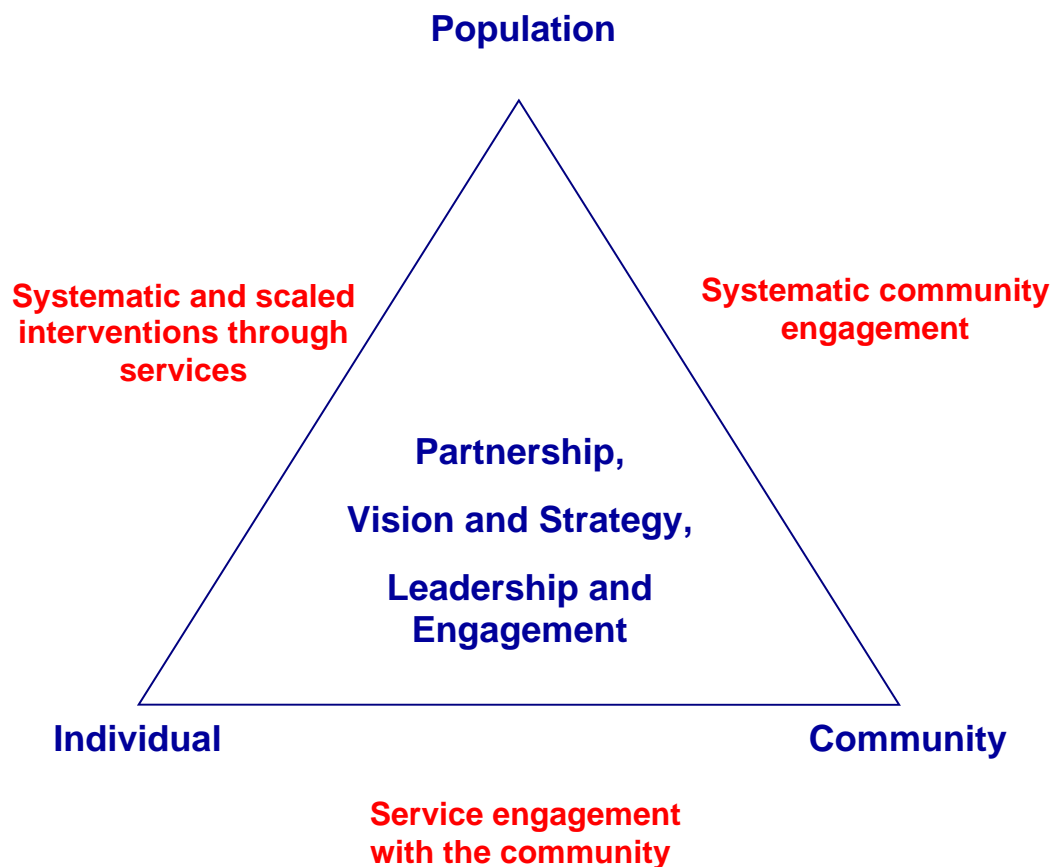 Population
Systematic and scaled
interventions through
services
Systematic community
engagement
Partnership,
Vision and Strategy,
Leadership and
Engagement
Individual
Community
Service engagement
with the community